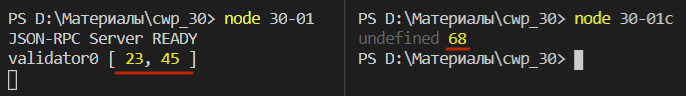 PS D:\Материалы\cwp_30> node 30-01
JSON-RPC Server READY
validator0 [ 23, 45 ]
PS D:\Материалы\cwp_30> node 30-01c
undefined 68
PS D:\Материалы\cwp_30>